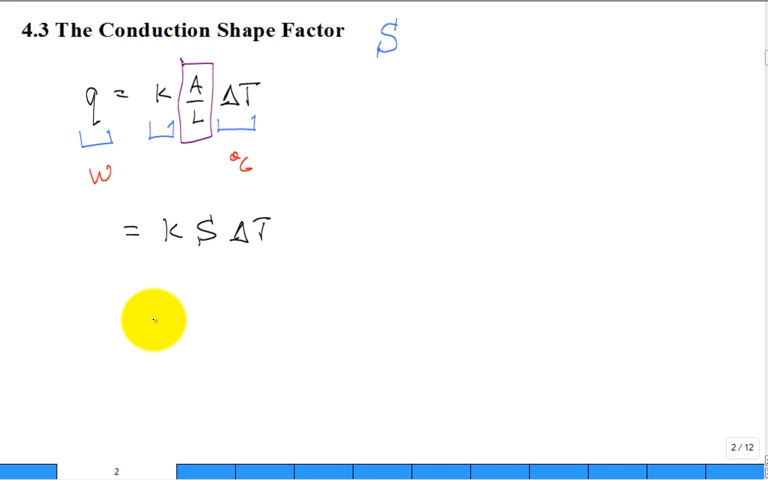 4.3 The Conduction Shape Factor S
q = K A/L ΔT
W °C
= K S ΔT
2 / 12
2